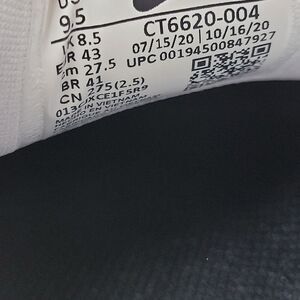 US 9.5
UK 8.5
EUR 43
cm 27.5
BR 41
CN 275(2.5)
CT6620-004
07/15/20 | 10/16/20
UPC 00194500847927
IN VIETNAM